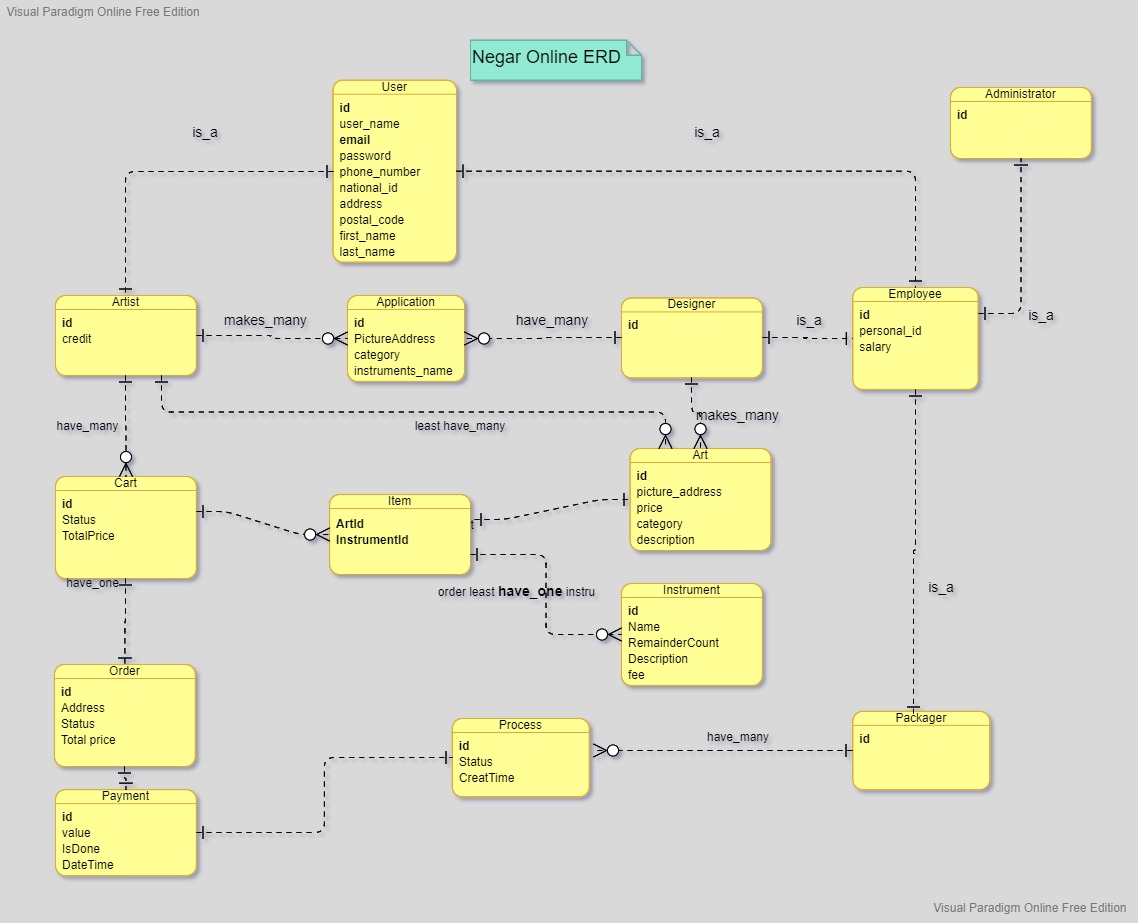 Visual Paradigm Online Free Edition
Negar Online ERD
User
id
user_name
email
password
phone_number
national_id
address
postal_code
first_name
last_name
Administrator
id
is_a
is_a
is_a
Artist
id
credit
makes_many
Application
id
PictureAddress
category
instruments_name
have_many
Designer
id
is_a
Employee
id
personal_id
salary
have_many
least have_many
makes_many
Cart
id
Status
TotalPrice
Item
ArtId
InstrumentId
Art
id
picture_address
price
category
description
have_one
order least have_one instru
Instrument
id
Name
RemainderCount
Description
fee
is_a
Order
id
Address
Status
Total price
Process
id
Status
CreatTime
have_many
Packager
id
Payment
id
value
IsDone
DateTime
Visual Paradigm Online Free Edition